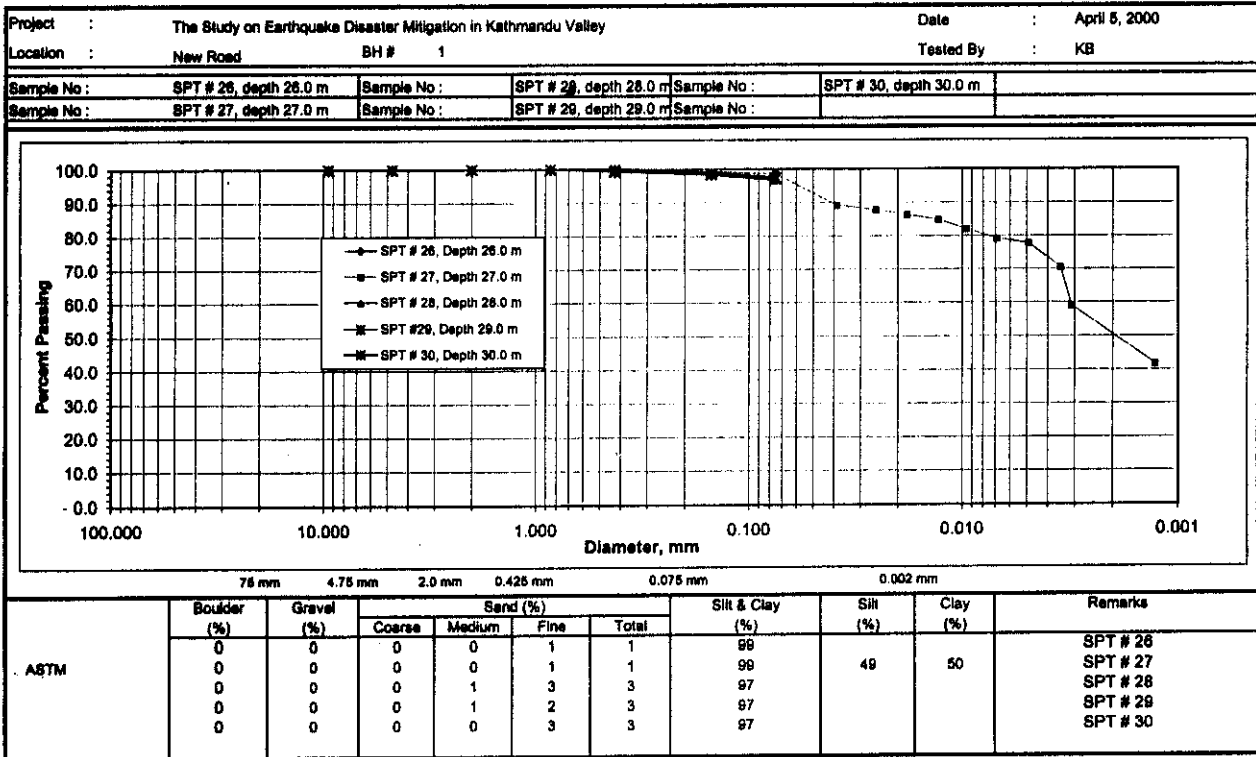 Project : The Study on Earthquake Disaster Mitigation in Kathmandu Valley Date : April 5, 2000
Location : New Road BH # 1 Tested By : KB
Sample No : SPT # 26, depth 26.0 m Sample No : SPT # 28, depth 28.0 m Sample No : SPT # 30, depth 30.0 m
Sample No : SPT # 27, depth 27.0 m Sample No : SPT # 29, depth 29.0 m Sample No :
100.0
90.0
80.0
70.0
60.0
50.0
40.0
30.0
20.0
10.0
- 0.0
Percent Passing
SPT # 26, Depth 26.0 m
SPT # 27, Depth 27.0 m
SPT # 28, Depth 28.0 m
SPT #29, Depth 29.0 m
SPT # 30, Depth 30.0 m
100.000 10.000 1.000 0.100 0.010 0.001
Diameter, mm
75 mm 4.75 mm 2.0 mm 0.425 mm 0.075 mm 0.002 mm
Boulder Gravel Sand (%) Silt & Clay Silt Clay Remarks
(%) (%) Coarse Medium Fine Total (%) (%) (%)
0 0 0 0 1 1 99 SPT # 26
ASTM 0 0 0 0 1 1 99 49 50 SPT # 27
0 0 0 1 3 3 97 SPT # 28
0 0 0 1 2 3 97 SPT # 29
0 0 0 0 3 3 97 SPT # 30